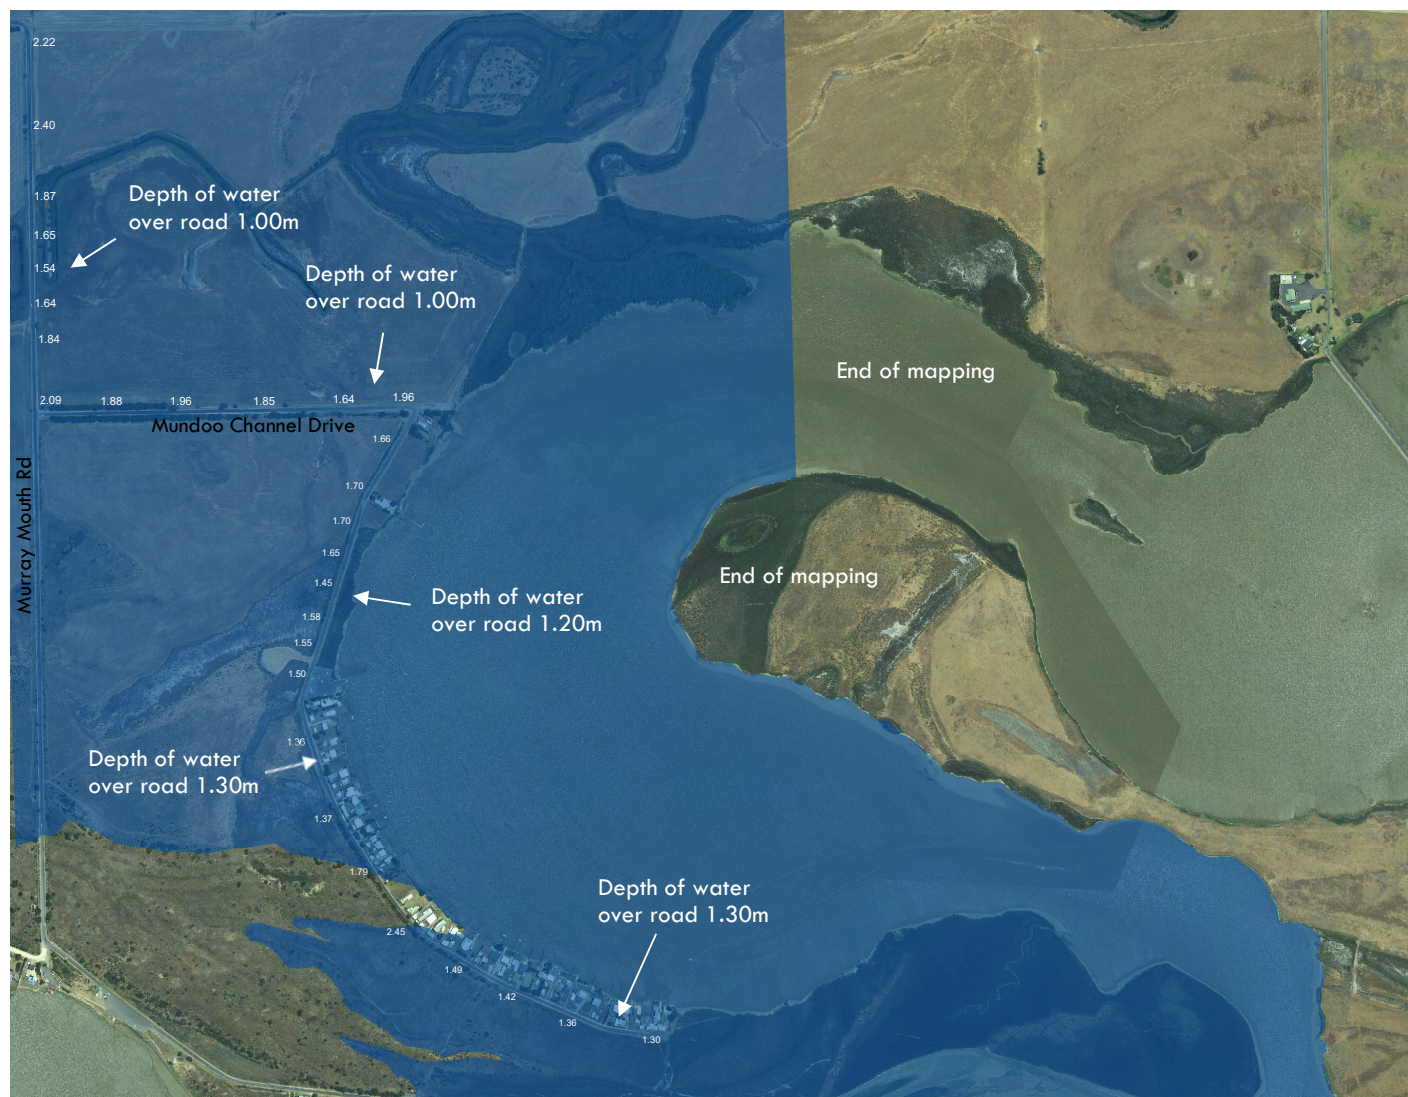 2.22
2.40
1.87
Depth of water
over road 1.00m
1.65
1.54
1.64
1.84
Depth of water
over road 1.00m
End of mapping
2.09
1.88
1.96
1.85
1.64
1.96
Mundoo Channel Drive
1.66
Murray Mouth Rd
1.70
1.70
1.65
1.45
1.58
1.55
1.50
Depth of water
over road 1.20m
End of mapping
1.36
Depth of water
over road 1.30m
1.37
1.79
2.45
Depth of water
over road 1.30m
1.49
1.42
1.36
1.30